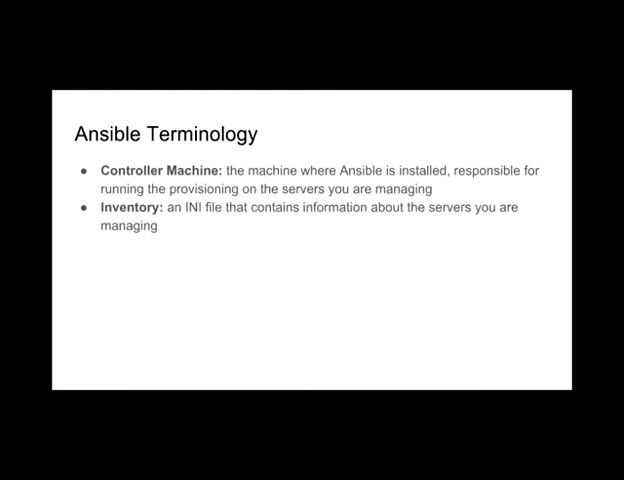 Ansible Terminology
● Controller Machine: the machine where Ansible is installed, responsible for
running the provisioning on the servers you are managing
● Inventory: an INI file that contains information about the servers you are
managing